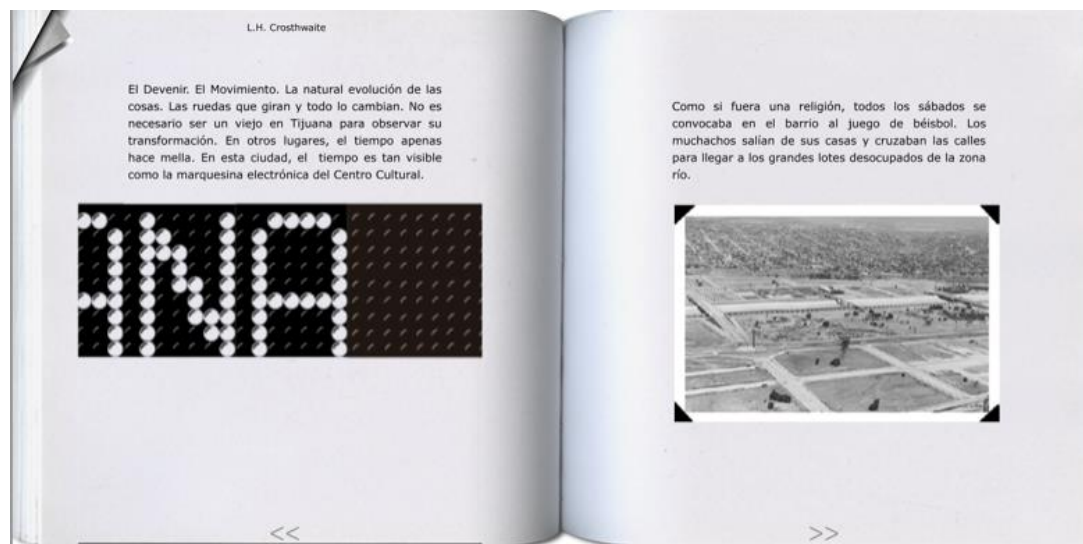 L.H. Crosthwaite
El Devenir. El Movimiento. La natural evolución de las
cosas. Las ruedas que giran y todo lo cambian. No es
necesario ser un viejo en Tijuana para observar su
transformación. En otros lugares, el tiempo apenas
hace mella. En esta ciudad, el tiempo es tan visible
como la marquesina electrónica del Centro Cultural.
ANA
<<
Como si fuera una religión, todos los sábados se
convocaba en el barrio al juego de béisbol. Los
muchachos salían de sus casas y cruzaban las calles
para llegar a los grandes lotes desocupados de la zona
río.
>>